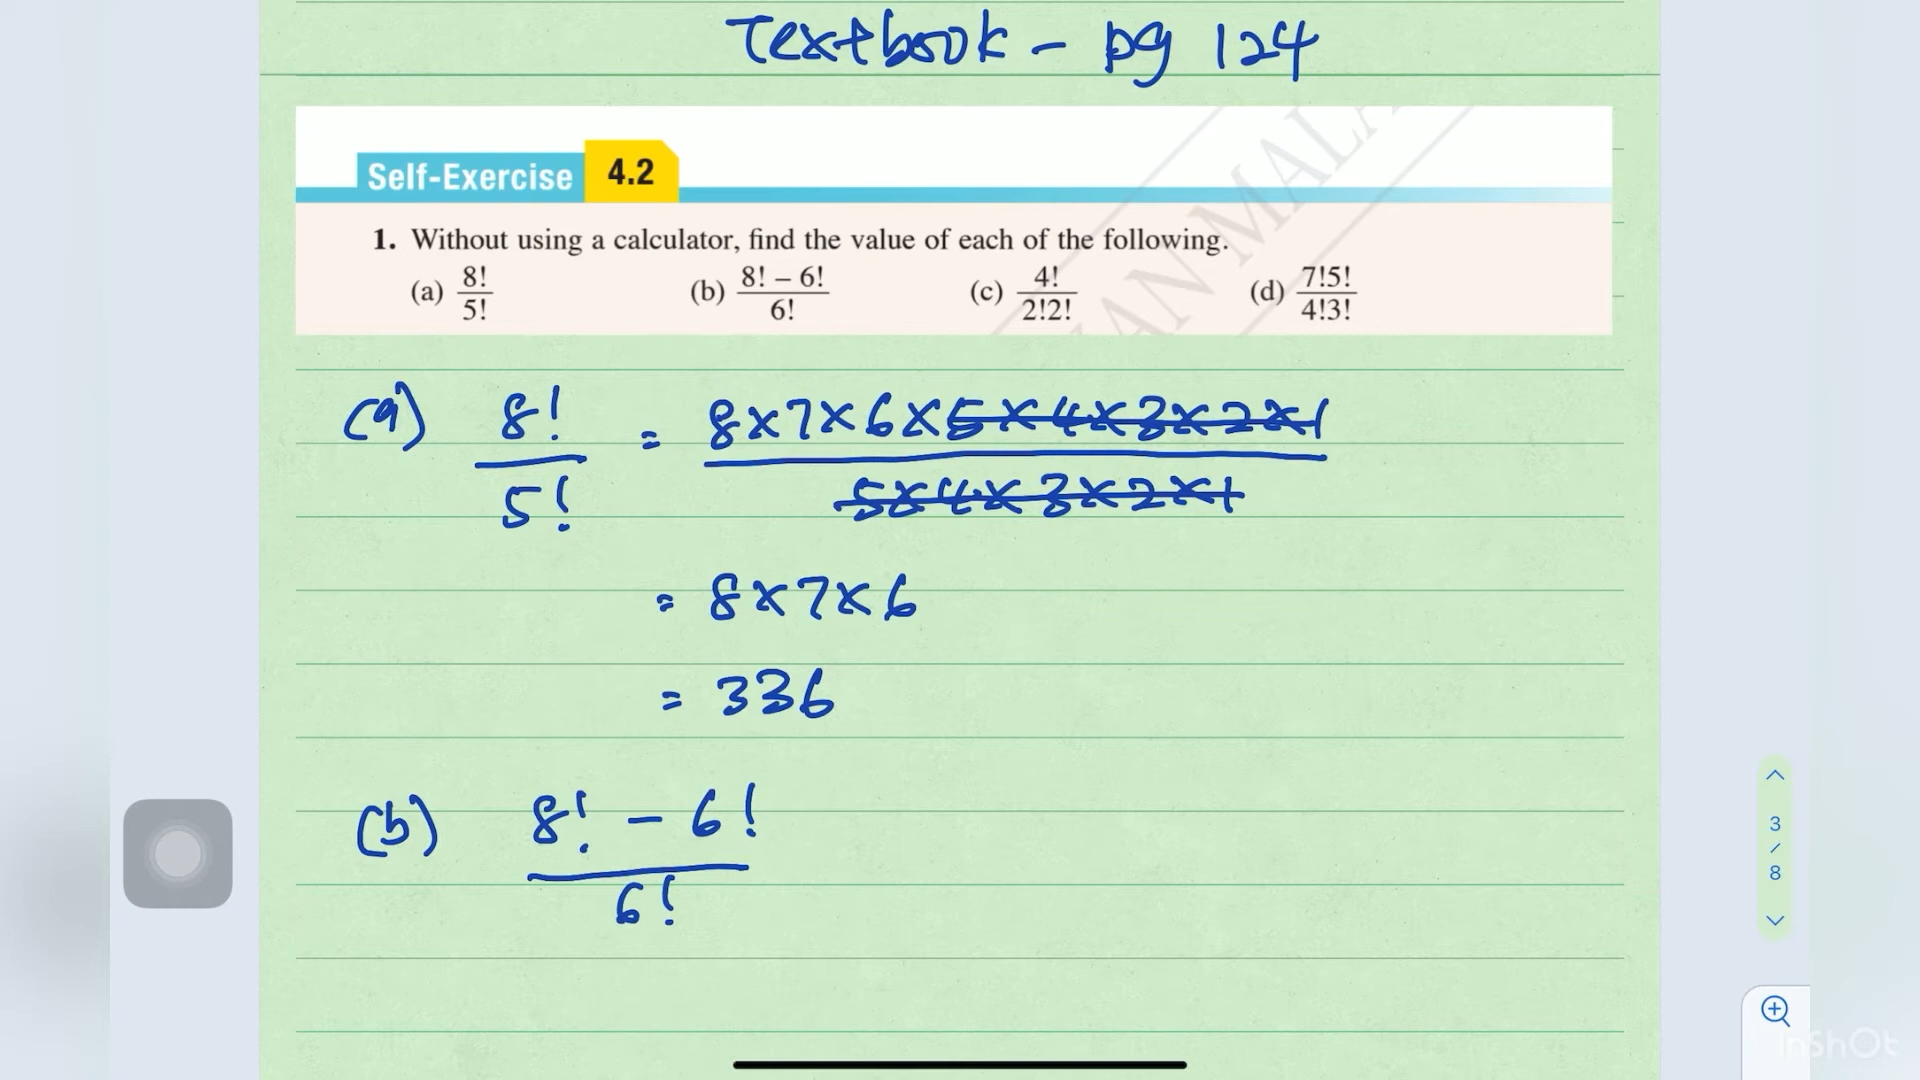 Textbook - pg 124
Self-Exercise 4.2
1. Without using a calculator, find the value of each of the following.
(a) 8!/5! (b) 8! – 6!/6! (c) 4!/2!2! (d) 7!5!/4!3!
(a) 8!/5! = 8×7×6×5×4×3×2×1/5×4×3×2×1
= 8×7×6
= 336
(b) 8! - 6!/6!
3
/
8
InShOt